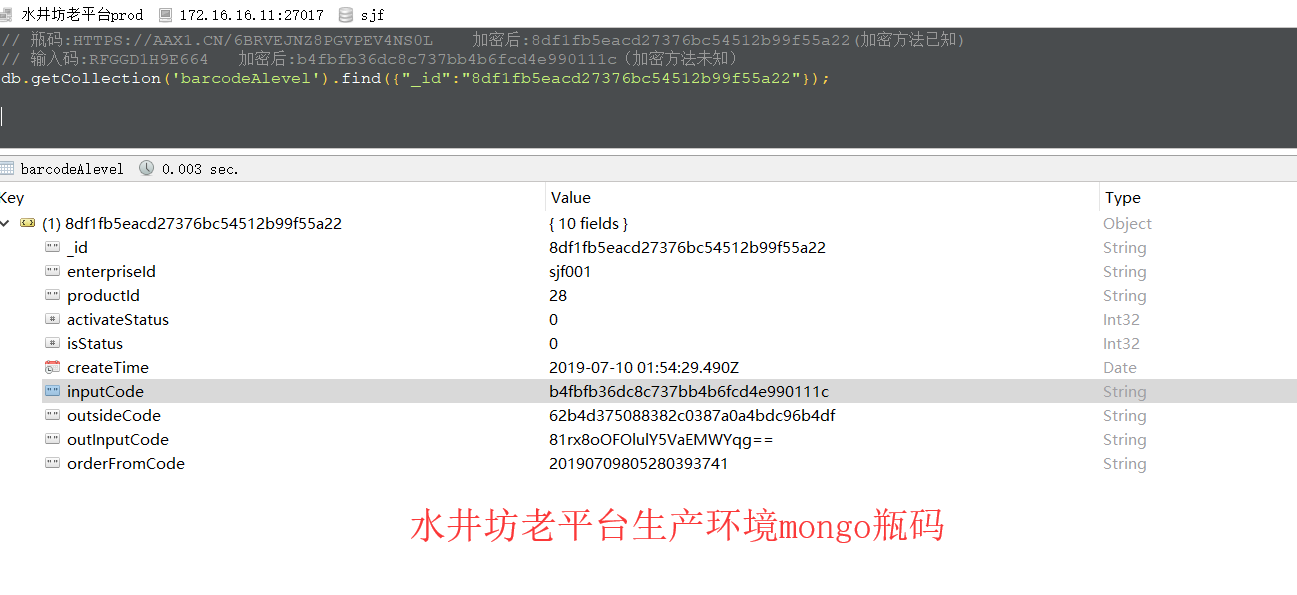 水井坊老平台prod 172.16.16.11:27017 sjf
// 瓶码:HTTPS://AAX1.CN/6BRVEJNZ8PGVPEV4NS0L 加密后:8df1fb5eacd27376bc54512b99f55a22(加密方法已知)
// 输入码:RFGGD1H9E664 加密后:b4fbfb36dc8c737bb4b6fcd4e990111c（加密方法未知）
db.getCollection('barcodeAlevel').find({"_id":"8df1fb5eacd27376bc54512b99f55a22"});
barcodeAlevel 0.003 sec.
Key Value Type
(1) 8df1fb5eacd27376bc54512b99f55a22 { 10 fields } Object
_id 8df1fb5eacd27376bc54512b99f55a22 String
enterpriseId sjf001 String
productId 28 String
activateStatus 0 Int32
isStatus 0 Int32
createTime 2019-07-10 01:54:29.490Z Date
inputCode b4fbfb36dc8c737bb4b6fcd4e990111c String
outsideCode 62b4d375088382c0387a0a4bdc96b4df String
outInputCode 81rx8oOFOlulY5VaEMWYqg== String
orderFromCode 20190709805280393741 String
水井坊老平台生产环境mongo瓶码